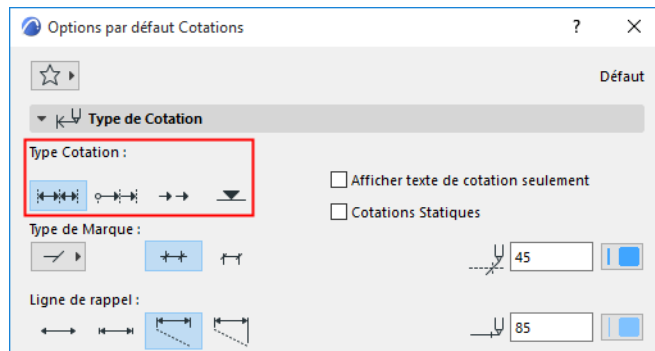 Options par défaut Cotations
?
Défaut
Type de Cotation
Type Cotation :
Afficher texte de cotation seulement
Cotations Statiques
Type de Marque :
45
Ligne de rappel :
85